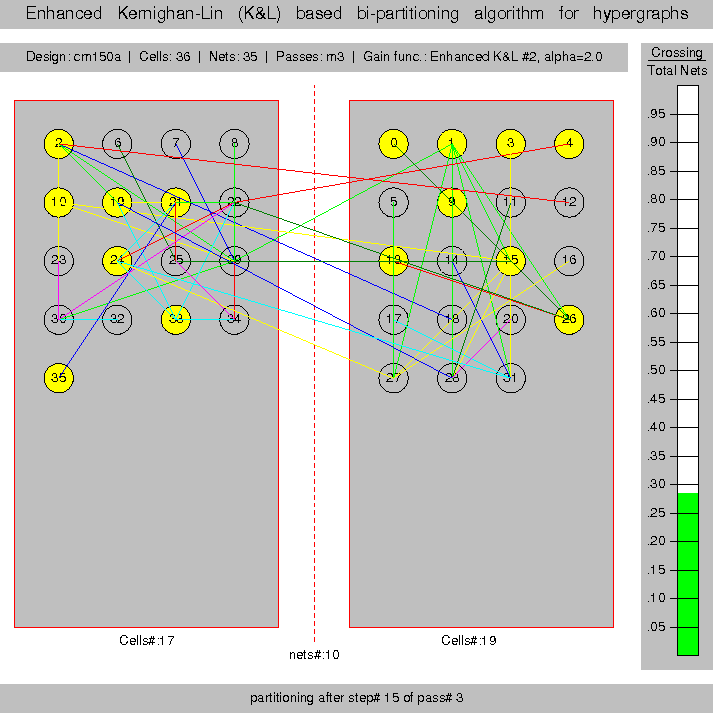 Enhanced Kernighan-Lin (K&L) based bi-partitioning algorithm for hypergraphs
Design: cm150a | Cells: 36 | Nets: 35 | Passes: m3 | Gain func.: Enhanced K&L #2, alpha=2.0
Crossing
Total Nets
.95
.90
.85
.80
.75
.70
.65
.60
.55
.50
.45
.40
.35
.30
.25
.20
.15
.10
.05
2 6 7 8
10 19 21 22
23 24 25 29
30 32 33 34
35
0 1 3 4
5 9 11 12
13 14 15 16
17 18 20 26
27 28 31
Cells#:17
nets#:10
Cells#:19
partitioning after step# 15 of pass# 3